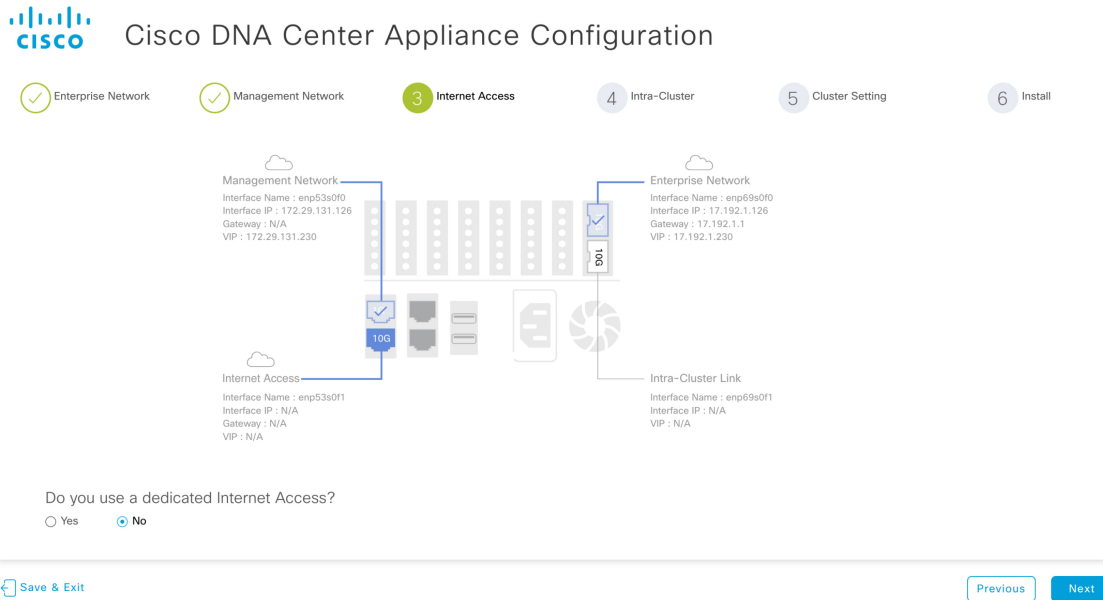 CISCO
Cisco DNA Center Appliance Configuration
Enterprise Network
Management Network
3 Internet Access
4 Intra-Cluster
5 Cluster Setting
6 Install
Management Network
Interface Name : enp53s0f0
Interface IP : 172.29.131.126
Gateway : N/A
VIP : 172.29.131.230
Enterprise Network
Interface Name : enp69s0f0
Interface IP : 17.192.1.126
Gateway : 17.192.1.1
VIP : 17.192.1.230
10G
10G
Internet Access
Interface Name : enp53s0f1
Interface IP : N/A
Gateway : N/A
VIP : N/A
Intra-Cluster Link
Interface Name : enp69s0f1
Interface IP : N/A
VIP : N/A
Do you use a dedicated Internet Access?
Yes
No
Save & Exit
Previous
Next